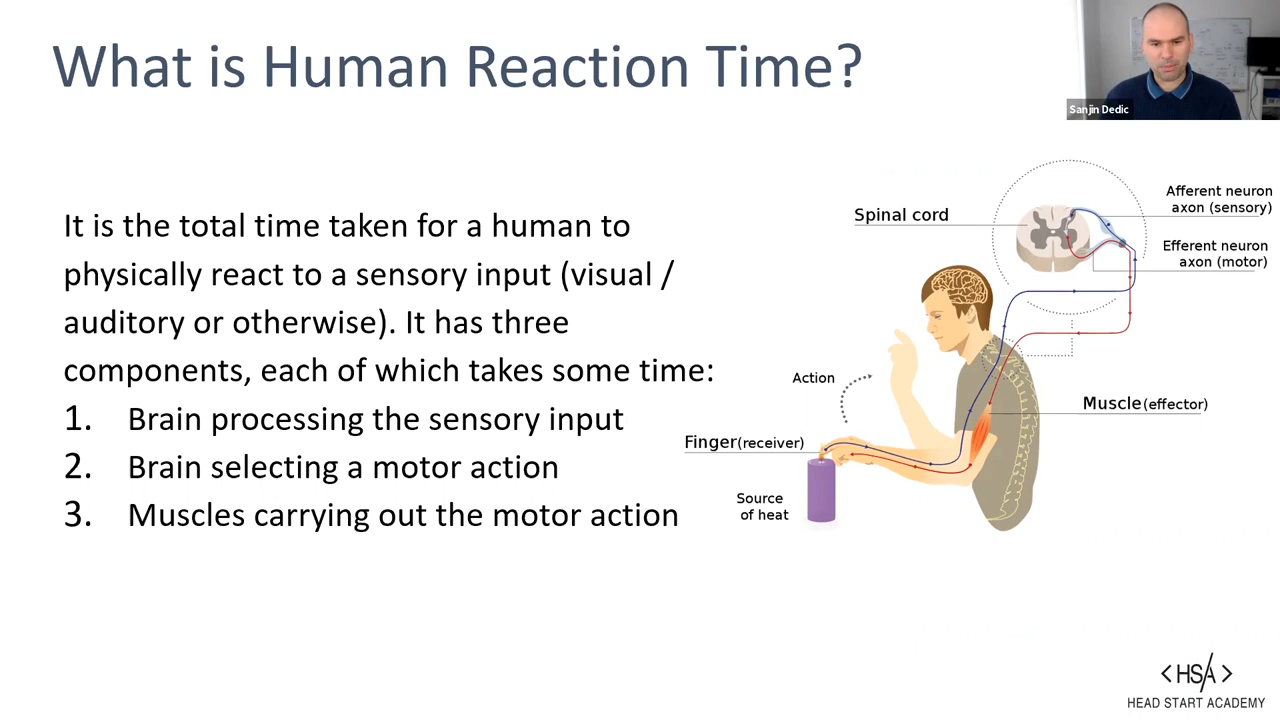 What is Human Reaction Time?
Sanjin Dedic
It is the total time taken for a human to
physically react to a sensory input (visual /
auditory or otherwise). It has three
components, each of which takes some time:
1. Brain processing the sensory input
2. Brain selecting a motor action
3. Muscles carrying out the motor action
Spinal cord
Afferent neuron
axon (sensory)
Efferent neuron
axon (motor)
Action
Muscle(effector)
Finger(receiver)
Source
of heat
<HSA>
HEAD START ACADEMY